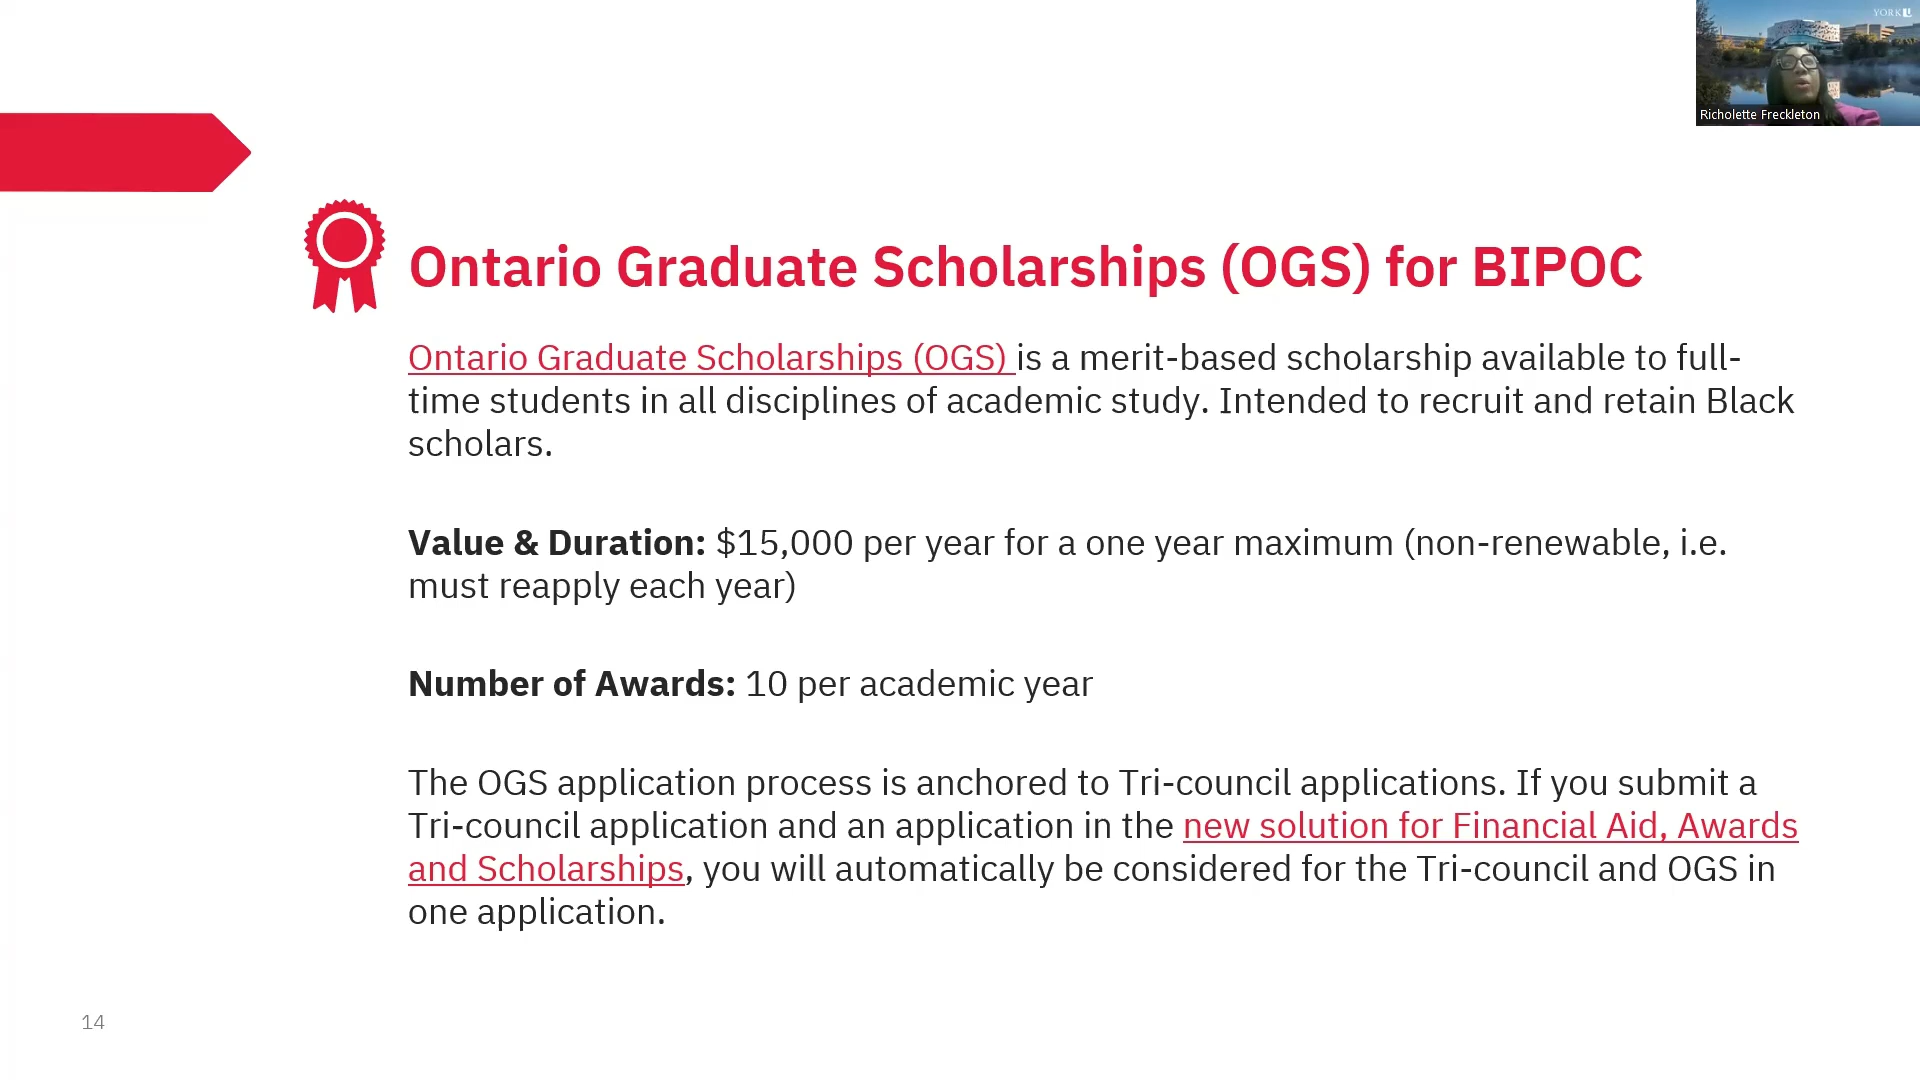 YORK U
Richolette Freckleton
Ontario Graduate Scholarships (OGS) for BIPOC
Ontario Graduate Scholarships (OGS) is a merit-based scholarship available to full-
time students in all disciplines of academic study. Intended to recruit and retain Black
scholars.
Value & Duration: $15,000 per year for a one year maximum (non-renewable, i.e.
must reapply each year)
Number of Awards: 10 per academic year
The OGS application process is anchored to Tri-council applications. If you submit a
Tri-council application and an application in the new solution for Financial Aid, Awards
and Scholarships, you will automatically be considered for the Tri-council and OGS in
one application.
14